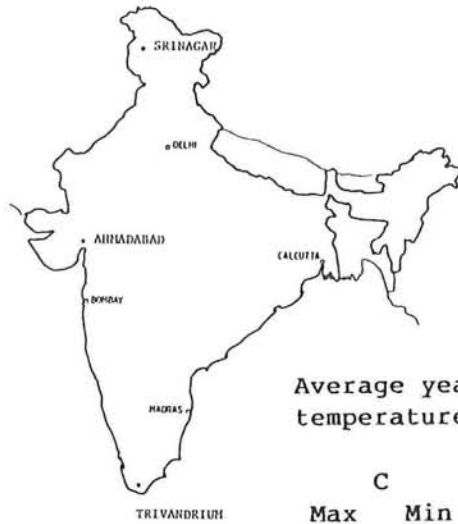 SRINAGAR
DELHI
AHMADABAD
CALCUTTA
BOMBAY
MADRAS
TRIVANDRIUM
Average yea
temperature
C
Max Min